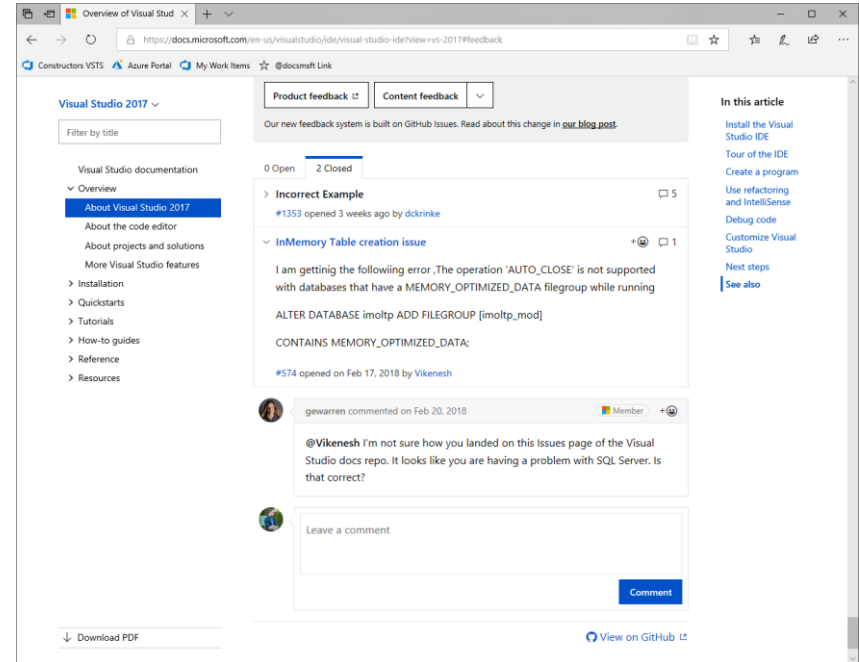 Overview of Visual Stud
https://docs.microsoft.com/en-us/visualstudio/ide/visual-studio-ide?view=vs-2017#feedback
Constructors VSTS Azure Portal My Work Items @docsmsft Link
Visual Studio 2017
Filter by title
Visual Studio documentation
Overview
About Visual Studio 2017
About the code editor
About projects and solutions
More Visual Studio features
Installation
Quickstarts
Tutorials
How-to guides
Reference
Resources
Download PDF
Product feedback Content feedback
Our new feedback system is built on GitHub Issues. Read about this change in our blog post.
0 Open 2 Closed
Incorrect Example 5
#1353 opened 3 weeks ago by dckrinke
InMemory Table creation issue + 1
I am gettinig the followiing error ,The operation 'AUTO_CLOSE' is not supported
with databases that have a MEMORY_OPTIMIZED_DATA filegroup while running
ALTER DATABASE imoltp ADD FILEGROUP [imoltp_mod]
CONTAINS MEMORY_OPTIMIZED_DATA;
#574 opened on Feb 17, 2018 by Vikenesh
gewarren commented on Feb 20, 2018 Member +
@Vikenesh I'm not sure how you landed on this Issues page of the Visual
Studio docs repo. It looks like you are having a problem with SQL Server. Is
that correct?
Leave a comment
Comment
View on GitHub
In this article
Install the Visual
Studio IDE
Tour of the IDE
Create a program
Use refactoring
and IntelliSense
Debug code
Customize Visual
Studio
Next steps
See also